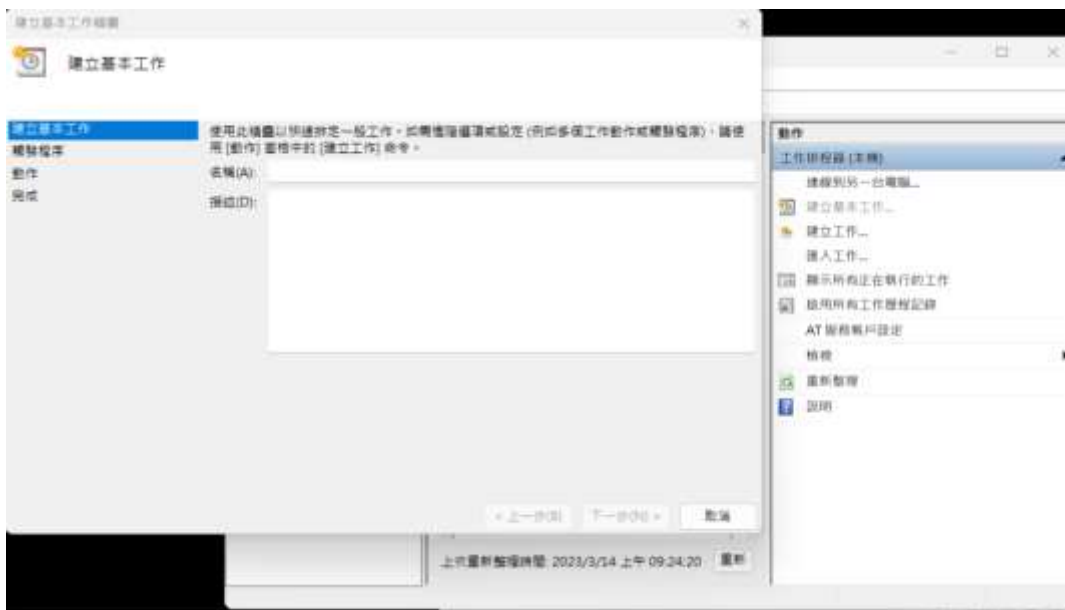 建立基本工作精靈
建立基本工作
建立基本工作
觸發程序
動作
完成
使用此精靈以快速排定一般工作。如需進階選項或設定 (例如多個工作動作或觸發程序)，請使
用 [動作] 窗格中的 [建立工作] 命令。
名稱(A):
描述(D):
< 上一步(B)
下一步(N) >
取消
動作
工作排程器 (本機)
連線到另一台電腦...
建立基本工作...
建立工作...
匯入工作...
顯示所有正在執行的工作
啟用所有工作歷程記錄
AT 服務帳戶設定
檢視
重新整理
說明
上次重新整理時間: 2023/3/14 上午 09:24:20
重新